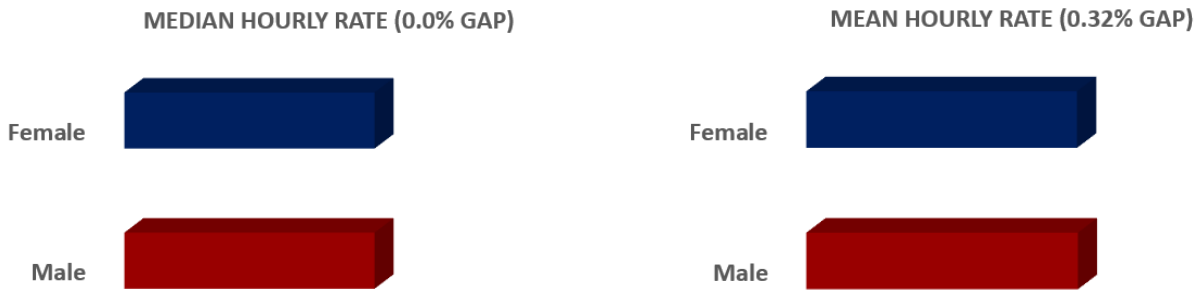 MEDIAN HOURLY RATE (0.0% GAP)
Female
Male
MEAN HOURLY RATE (0.32% GAP)
Female
Male